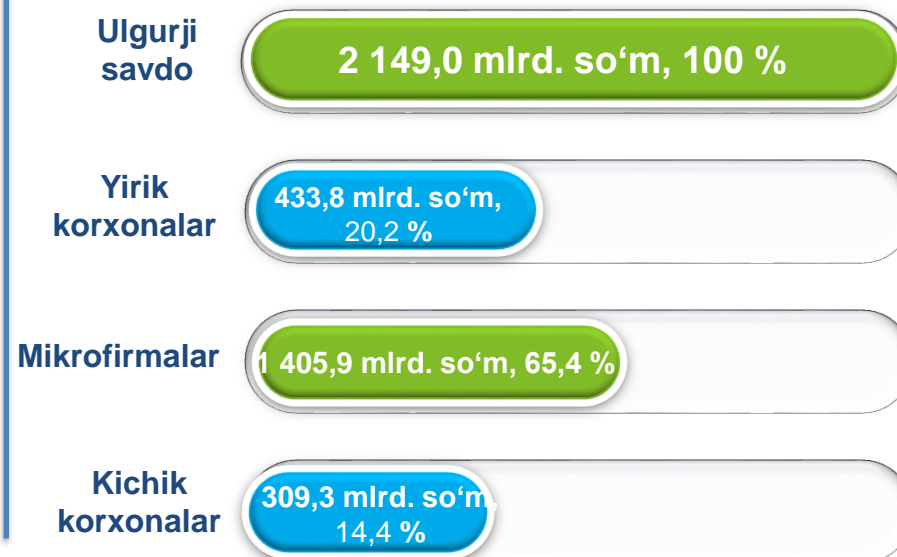 Ulgurji
savdo
2 149,0 mlrd. so‘m, 100 %
Yirik
korxonalar
433,8 mlrd. so‘m,
20,2 %
Mikrofirmalar
1 405,9 mlrd. so‘m, 65,4 %
Kichik
korxonalar
309,3 mlrd. so‘m,
14,4 %